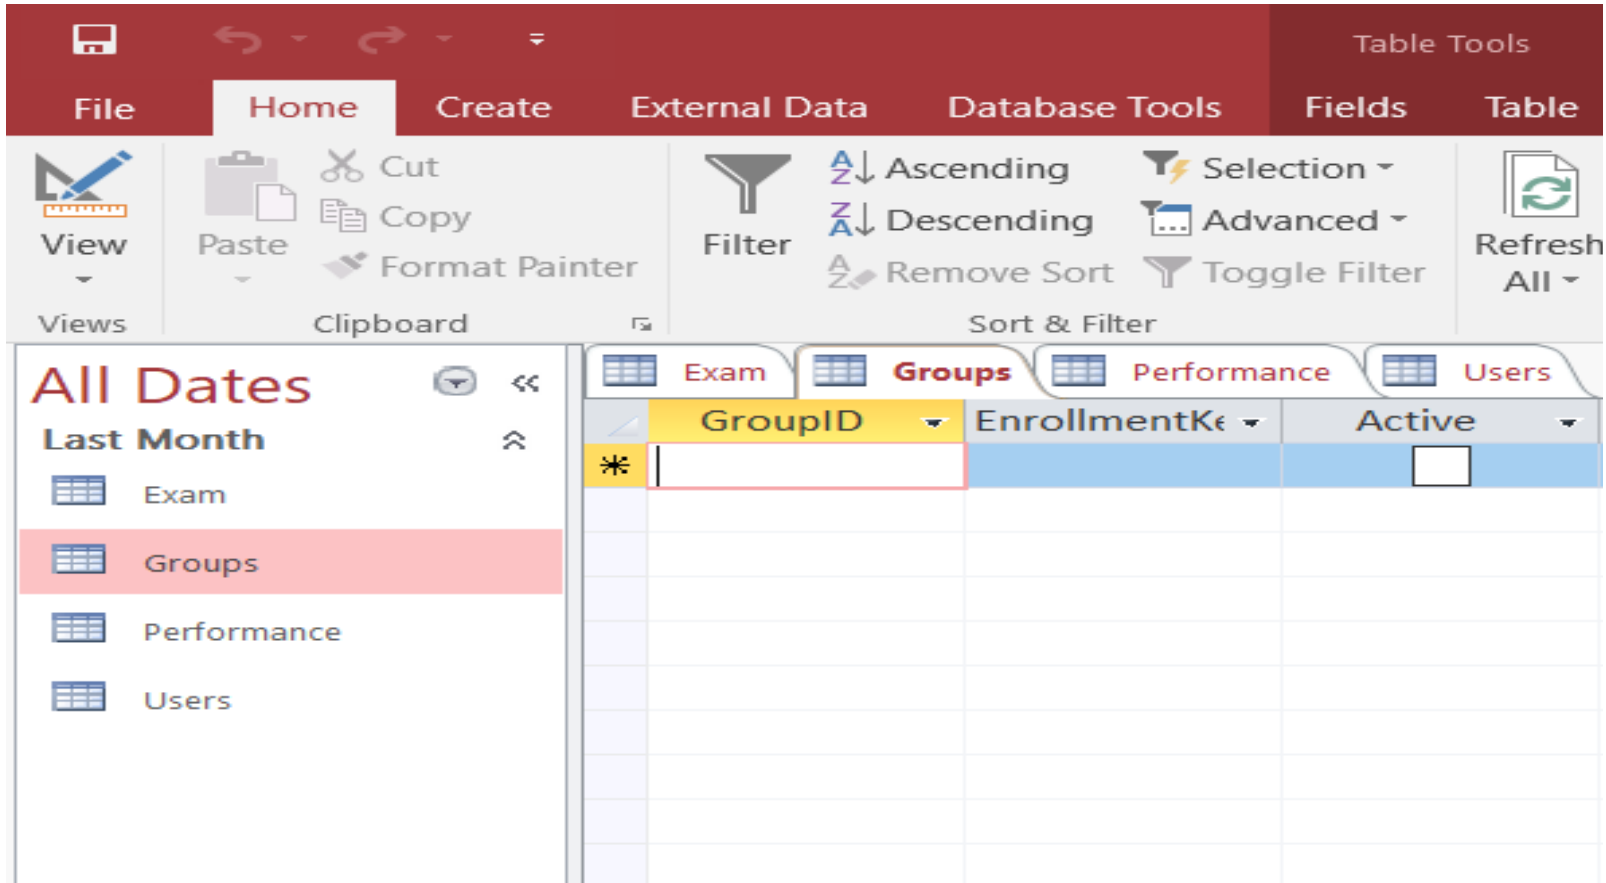 Table Tools
File Home Create External Data Database Tools Fields Table
View
Views
Paste
Cut
Copy
Format Painter
Clipboard
Filter
Ascending
Descending
Remove Sort
Selection
Advanced
Toggle Filter
Sort & Filter
Refresh
All
All Dates
Last Month
Exam
Groups
Performance
Users
Exam Groups Performance Users
GroupID EnrollmentKe Active